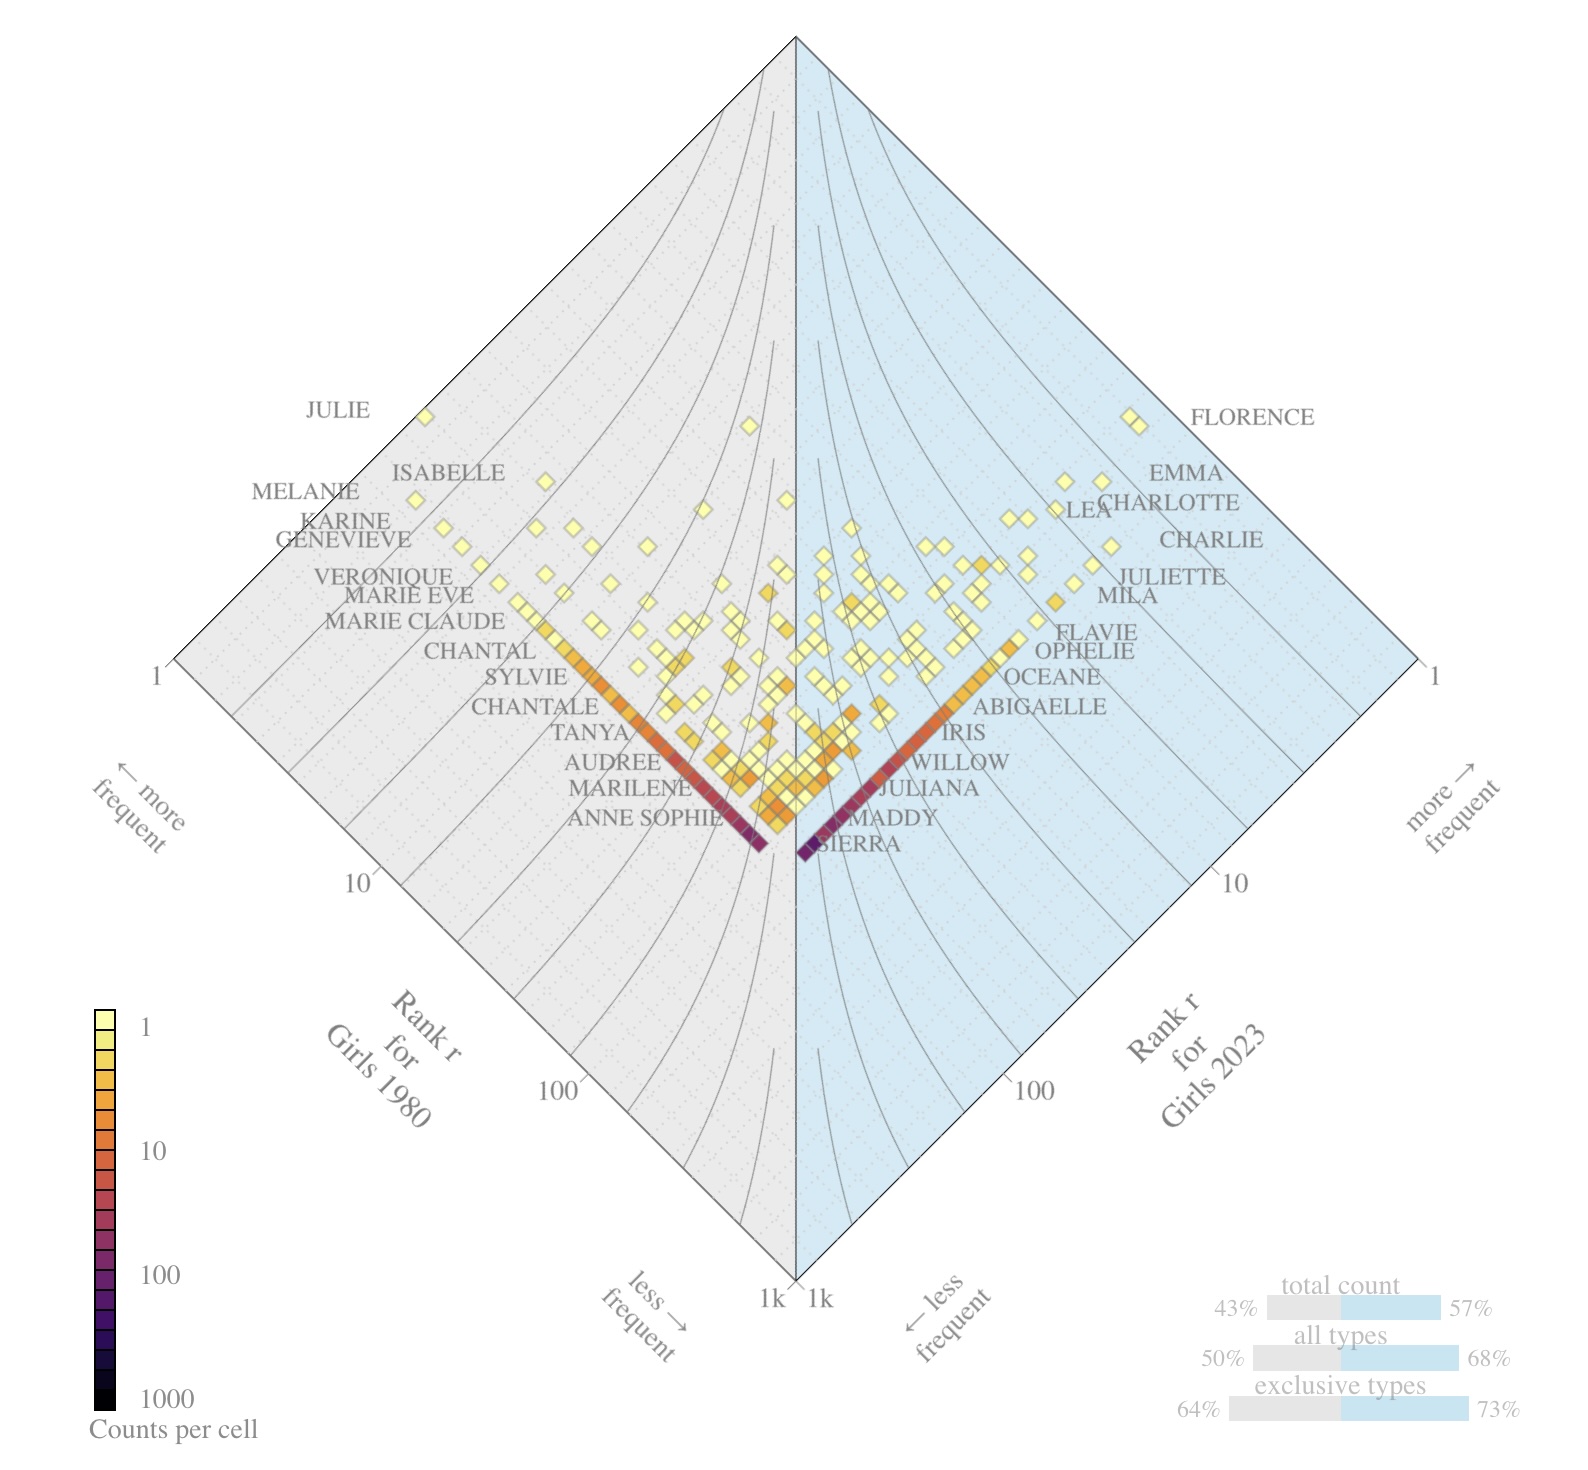 JULIE
FLORENCE
ISABELLE
EMMA
MELANIE
CHARLOTTE
LEA
KARINE
GENEVIEVE
CHARLIE
VERONIQUE
JULIETTE
MARIE EVE
MILA
MARIE CLAUDE
FLAVIE
CHANTAL
OPHELIE
SYLVIE
OCEANE
1
1
CHANTALE
ABIGAELLE
TANYA
IRIS
AUDREE
WILLOW
MARILENE
JULIANA
ANNE SOPHIE
MADDY
SIERRA
← more
frequent
more →
frequent
10
10
Rank r
for
Girls 1980
Rank r
for
Girls 2023
100
100
less →
frequent
← less
frequent
1k
1k
1
10
100
1000
Counts per cell
total count
43%
57%
all types
50%
68%
exclusive types
64%
73%